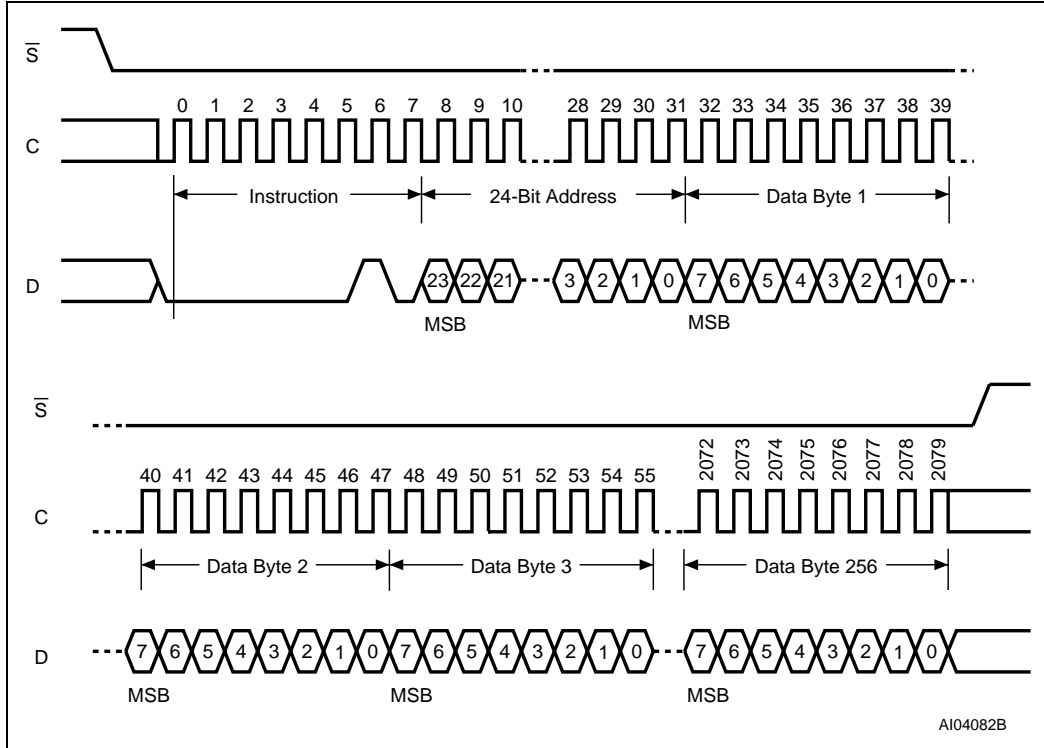 S
0 1 2 3 4 5 6 7 8 9 10 28 29 30 31 32 33 34 35 36 37 38 39
C
Instruction 24-Bit Address Data Byte 1
D 23 22 21 3 2 1 0 7 6 5 4 3 2 1 0
MSB MSB
S
40 41 42 43 44 45 46 47 48 49 50 51 52 53 54 55 2072 2073 2074 2075 2076 2077 2078 2079
C
Data Byte 2 Data Byte 3 Data Byte 256
D 7 6 5 4 3 2 1 0 7 6 5 4 3 2 1 0 7 6 5 4 3 2 1 0
MSB MSB MSB
AI04082B